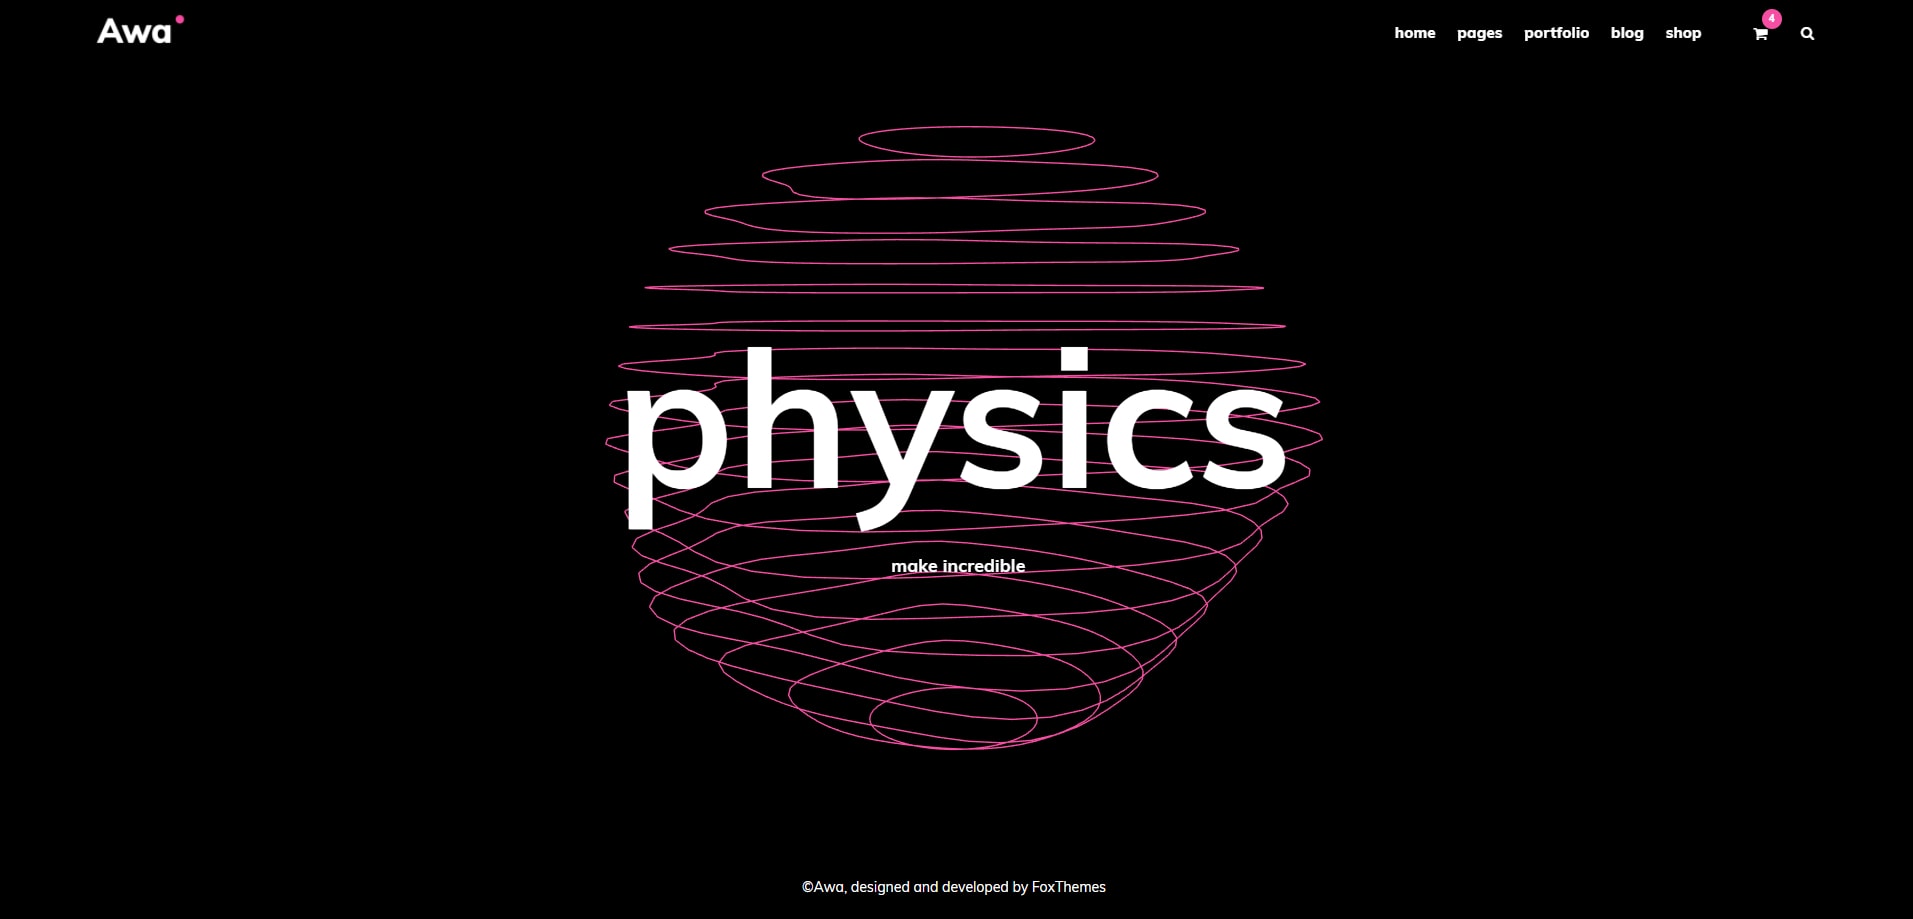 Awa
home pages portfolio blog shop 4
physics
make incredible
©Awa, designed and developed by FoxThemes